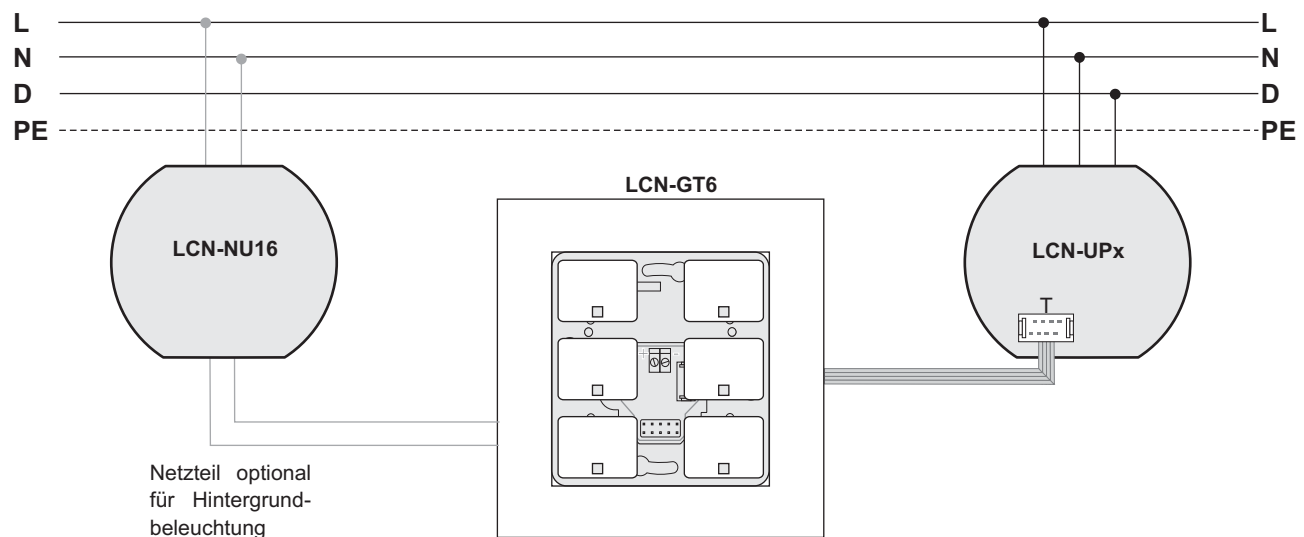 L L
N N
D D
PE PE
LCN-GT6
LCN-NU16
LCN-UPx
T
+ -
Netzteil optional
für Hintergrund-
beleuchtung